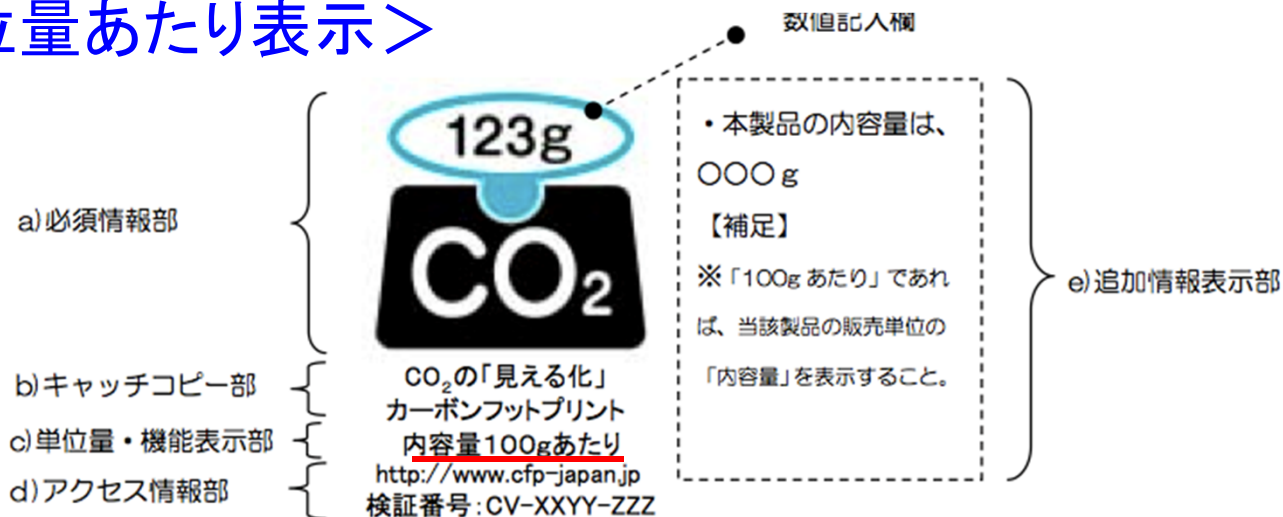 位量あたり表示＞
数値記入欄
123g
CO₂
a)必須情報部
b)キャッチコピー部
c)単位量・機能表示部
d)アクセス情報部
CO₂の「見える化」
カーボンフットプリント
内容量100gあたり
http://www.cfp-japan.jp
検証番号：CV-XXYY-ZZZ
・本製品の内容量は、
〇〇〇ｇ
【補足】
※「100g あたり」であれ
ば、当該製品の販売単位の
「内容量」を表示すること。
e)追加情報表示部